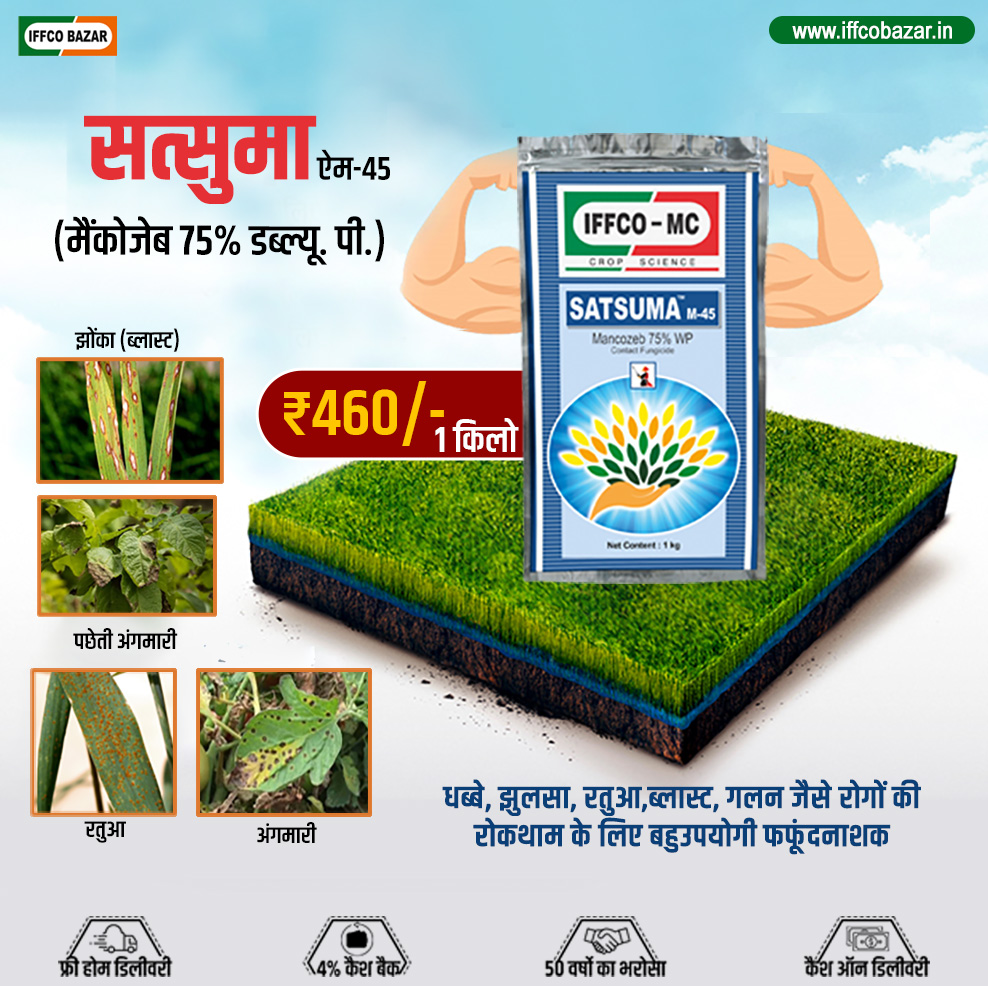 IFFCO BAZAR
www.iffcobazar.in
सत्सुमा ऐम-45
(मैंकोजेब 75% डब्ल्यू. पी.)
IFFCO - MC
CROP SCIENCE
SATSUMA™ M-45
Mancozeb 75% WP
Contact Fungicide
Net Content : 1 kg
₹460/-
1 किलो
झोंका (ब्लास्ट)
पछेती अंगमारी
रतुआ
अंगमारी
धब्बे, झुलसा, रतुआ,ब्लास्ट, गलन जैसे रोगों की
रोकथाम के लिए बहुउपयोगी फफूंदनाशक
फ्री होम डिलीवरी
4% कैश बैक
50 वर्षो का भरोसा
कैश ऑन डिलीवरी